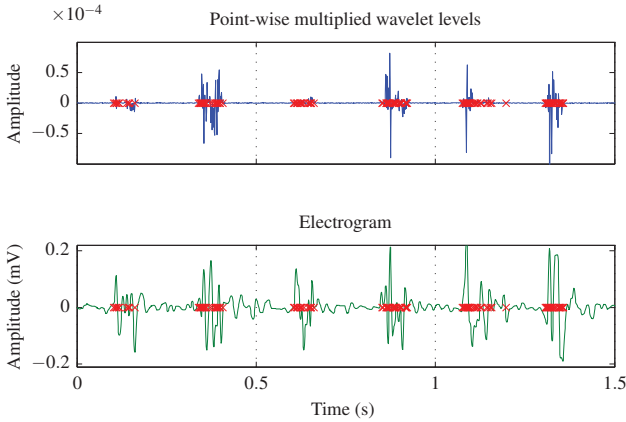 Point-wise multiplied wavelet levels
×10⁻⁴
Amplitude
0.5
0
−0.5
Electrogram
Amplitude (mV)
0.2
0
−0.2
0 0.5 1 1.5
Time (s)